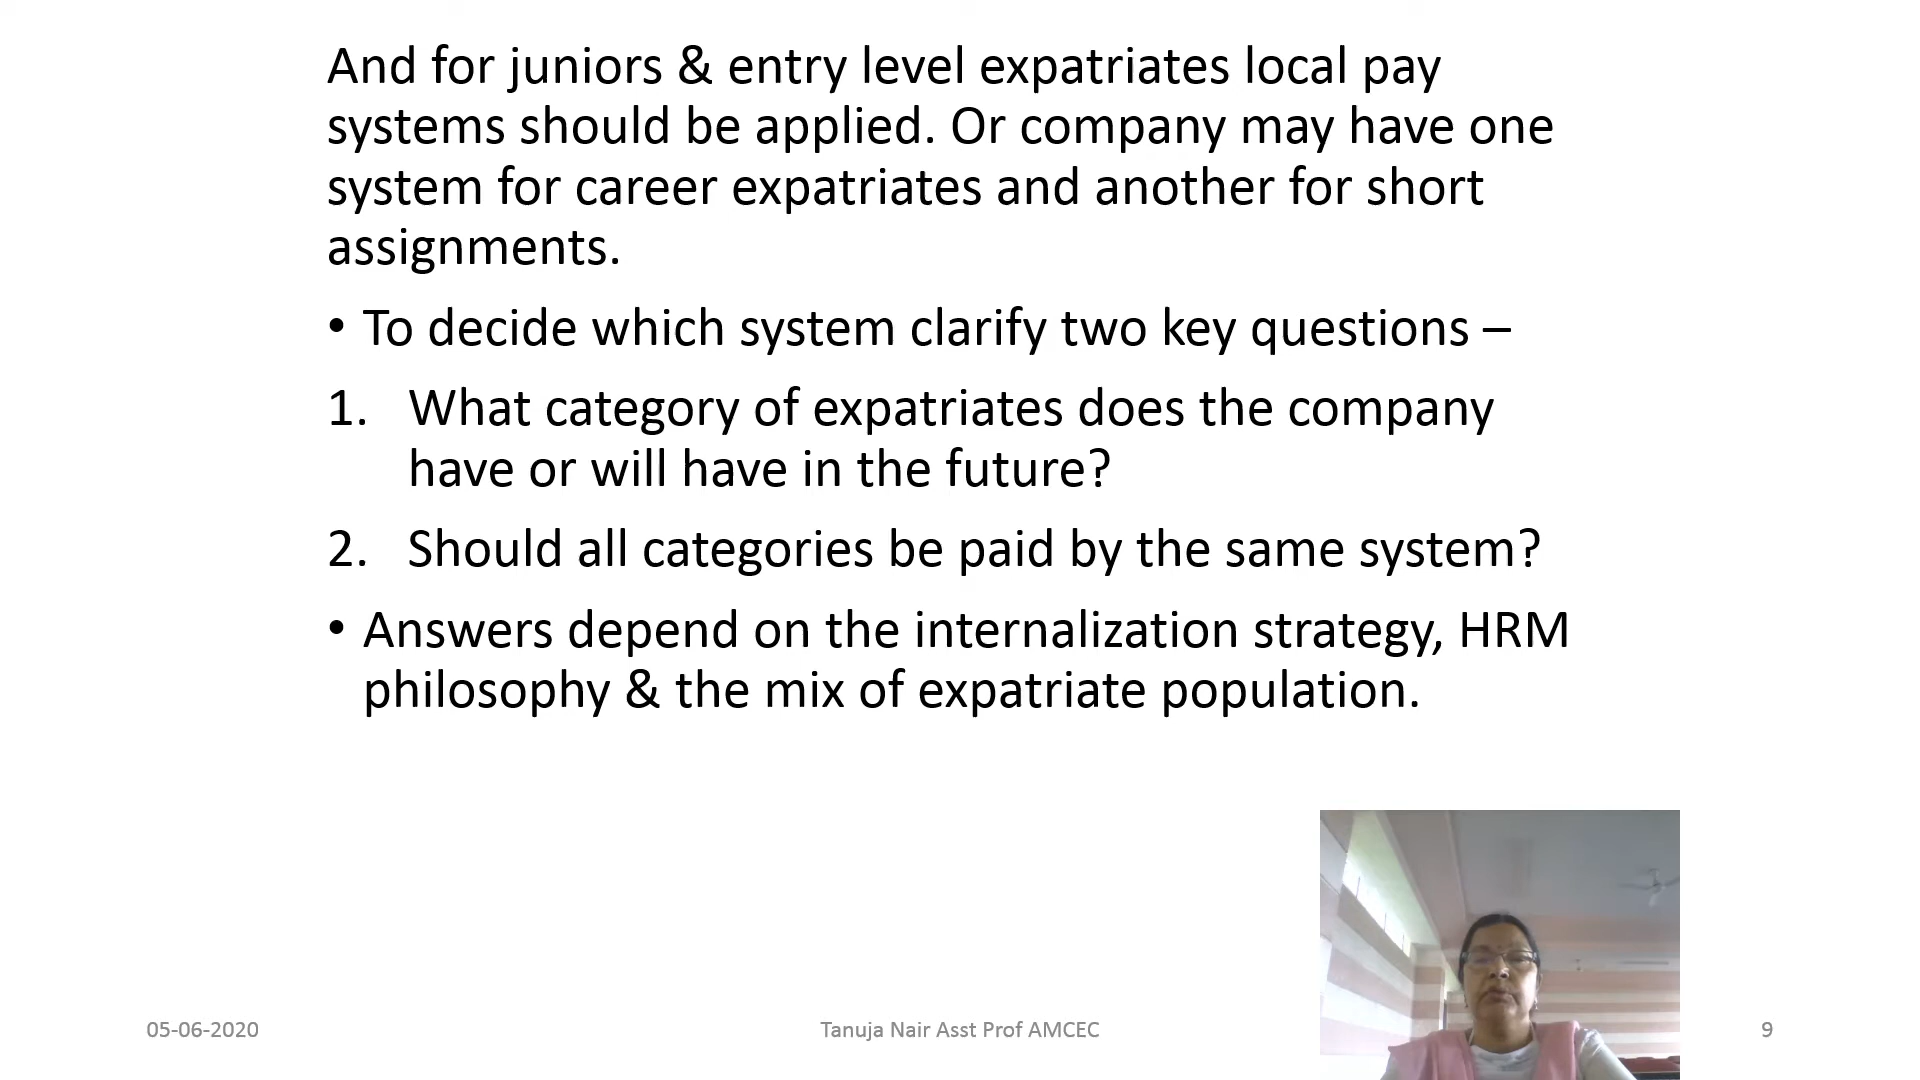 And for juniors & entry level expatriates local pay
systems should be applied. Or company may have one
system for career expatriates and another for short
assignments.
• To decide which system clarify two key questions –
1. What category of expatriates does the company
have or will have in the future?
2. Should all categories be paid by the same system?
• Answers depend on the internalization strategy, HRM
philosophy & the mix of expatriate population.
05-06-2020
Tanuja Nair Asst Prof AMCEC
9